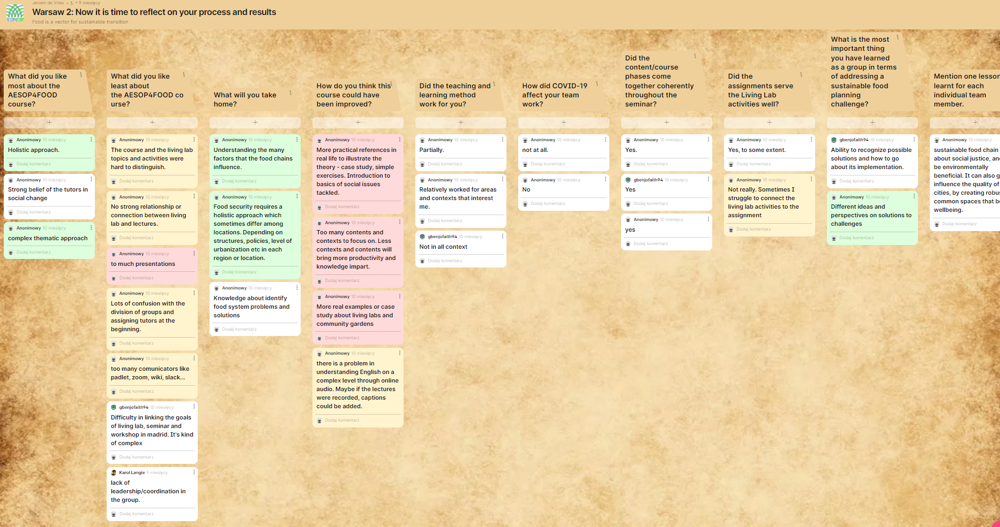 Jeroen de Vries + 5 • 9 miesięcy
Warsaw 2: Now it is time to reflect on your process and results
Food is a vector for sustainable transition
AESOP4FOOD
What did you like
most about the
AESOP4FOOD
course?
Anonimowy 10 miesięcy
Holistic approach.
Dodaj komentarz
Anonimowy 10 miesięcy
Strong belief of the tutors in
social change
Dodaj komentarz
Anonimowy 10 miesięcy
complex thematic approach
Dodaj komentarz
What did you like
least about
the AESOP4FOOD co
urse?
Anonimowy 10 miesięcy
The course and the living lab
topics and activities were
hard to distinguish.
Dodaj komentarz
Anonimowy 10 miesięcy
No strong relationship or
connection between living
lab and lectures.
Dodaj komentarz
Anonimowy 10 miesięcy
to much presentations
Dodaj komentarz
Anonimowy 10 miesięcy
Lots of confusion with the
division of groups and
assigning tutors at the
beginning.
Dodaj komentarz
Anonimowy 10 miesięcy
too many comunicators like
padlet, zoom, wiki, slack...
Dodaj komentarz
gbenjofaith94 10 miesięcy
Difficulty in linking the goals
of living lab, seminar and
workshop in madrid. It's kind
of complex
Dodaj komentarz
Karol Langie 9 miesięcy
lack of
leadership/coordination in
the group.
Dodaj komentarz
What will you take
home?
Anonimowy 10 miesięcy
Understanding the many
factors that the food chains
influence.
Dodaj komentarz
Anonimowy 10 miesięcy
Food security requires a
holistic approach which
sometimes differ among
locations. Depending on
structures, policies, level of
urbanization etc in each
region or location.
Dodaj komentarz
Anonimowy 10 miesięcy
Knowledge about identify
food system problems and
solutions
Dodaj komentarz
How do you think this
course could have
been improved?
Anonimowy 10 miesięcy
More practical references in
real life to illustrate the
theory - case study, simple
exercises. Introduction to
basics of social issues
tackled.
Dodaj komentarz
Anonimowy 10 miesięcy
Too many contents and
contexts to focus on. Less
contexts and contents will
bring more productivity and
knowledge impart.
Dodaj komentarz
Anonimowy 10 miesięcy
More real examples or case
study about living labs and
community gardens
Dodaj komentarz
Anonimowy 10 miesięcy
there is a problem in
understanding English on a
complex level through online
audio. Maybe if the lectures
were recorded, captions
could be added.
Dodaj komentarz
Did the teaching and
learning method
work for you?
Anonimowy 10 miesięcy
Partially.
Dodaj komentarz
Anonimowy 10 miesięcy
Relatively worked for areas
and contexts that interest
me.
Dodaj komentarz
gbenjofaith94 10 miesięcy
Not in all context
Dodaj komentarz
How did COVID-19
affect your team
work?
Anonimowy 10 miesięcy
not at all.
Dodaj komentarz
Anonimowy 10 miesięcy
No
Dodaj komentarz
Did the
content/course
phases come
together coherently
throughout the
seminar?
Anonimowy 10 miesięcy
Yes.
Dodaj komentarz
gbenjofaith94 10 miesięcy
Yes
Dodaj komentarz
Anonimowy 10 miesięcy
yes
Dodaj komentarz
Did the
assignments serve
the Living Lab
activities well?
Anonimowy 10 miesięcy
Yes, to some extent.
Dodaj komentarz
Anonimowy 10 miesięcy
Not really. Sometimes I
struggle to connect the
living lab activities to the
assignment
Dodaj komentarz
What is the most
important thing
you have learned
as a group in terms
of addressing a
sustainable food
planning
challenge?
gbenjofaith94 10 miesięcy
Ability to recognize possible
solutions and how to go
about its implementation.
Dodaj komentarz
Anonimowy 10 miesięcy
Different ideas and
perspectives on solutions to
challenges
Dodaj komentarz
Mention one lesson
learnt for each
individual team
member.
Anonimowy 10 miesięcy
sustainable food chain
about social justice,
be environmentally
beneficial. It can also
influence the quality of
cities, by creating
common spaces that
wellbeing.
Dodaj komentarz